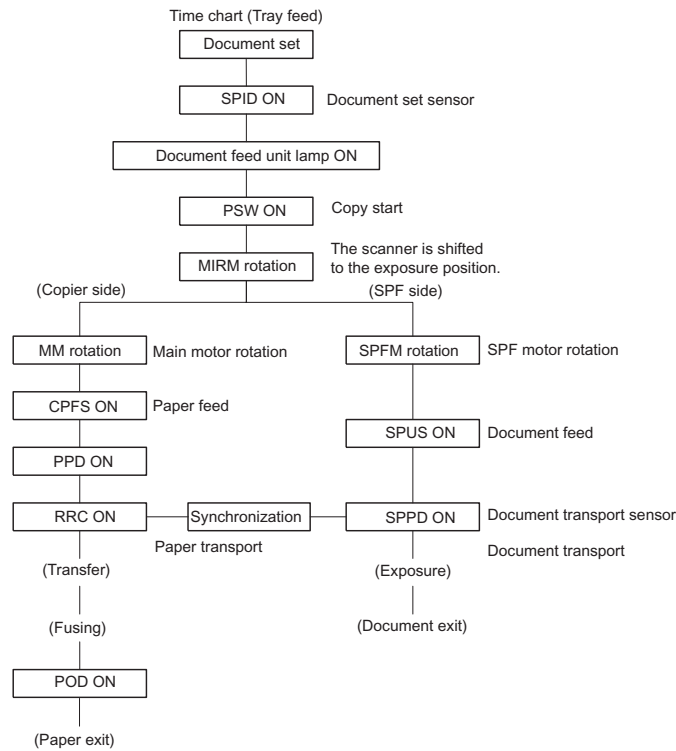 Time chart (Tray feed)
Document set
SPID ON
Document set sensor
Document feed unit lamp ON
PSW ON
Copy start
MIRM rotation
The scanner is shifted
to the exposure position.
(Copier side)
(SPF side)
MM rotation
Main motor rotation
SPFM rotation
SPF motor rotation
CPFS ON
Paper feed
SPUS ON
Document feed
PPD ON
RRC ON
Synchronization
SPPD ON
Document transport sensor
Paper transport
Document transport
(Transfer)
(Exposure)
(Fusing)
(Document exit)
POD ON
(Paper exit)